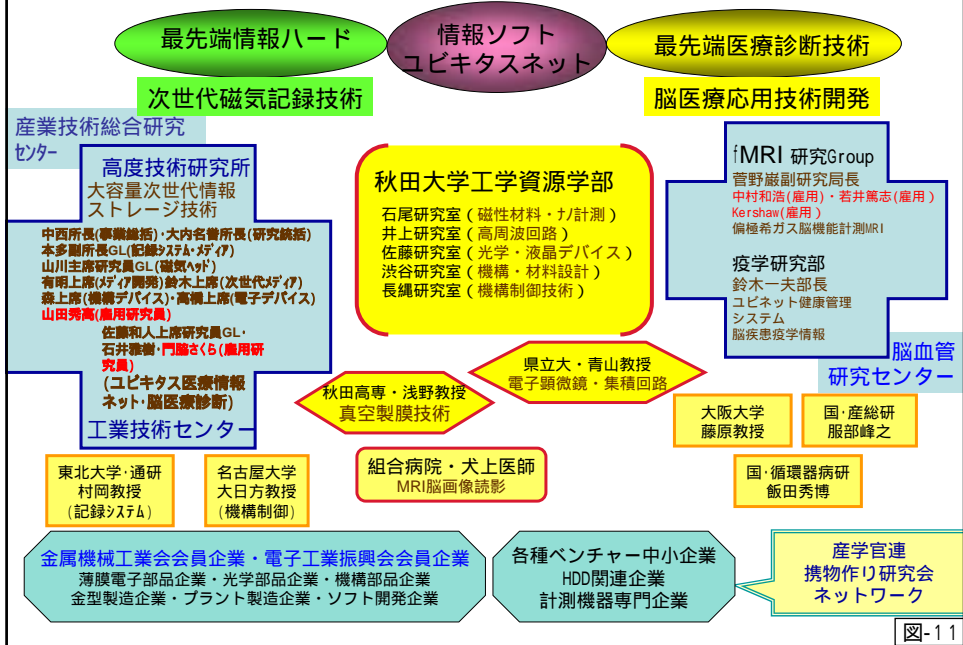 最先端情報ハード
情報ソフト
ユビキタスネット
最先端医療診断技術
次世代磁気記録技術
脳医療応用技術開発
産業技術総合研究
センター
高度技術研究所
大容量次世代情報
ストレージ技術
中西所長(事業総括)・大内名誉所長(研究統括)
本多副所長GL(記録システム・メディア)
山川主席研究員GL(磁気ヘッド)
有明上席(メディア開発)鈴木上席(次世代メディア)
森上席(機構デバイス)・高橋上席(電子デバイス)
山田秀高(雇用研究員)
佐藤和人上席研究員GL・
石井雅樹・門脇さくら(雇用研
究員)
(ユビキタス医療情報
ネット・脳医療診断)
工業技術センター
秋田大学工学資源学部
石尾研究室(磁性材料・ナノ計測)
井上研究室(高周波回路)
佐藤研究室(光学・液晶デバイス)
渋谷研究室(機構・材料設計)
長縄研究室(機構制御技術)
fMRI 研究Group
菅野巌副研究局長
中村和浩(雇用)・若井篤志(雇用)
Kershaw(雇用)
偏極希ガス脳機能計測MRI
疫学研究部
鈴木一夫部長
ユビネット健康管理
システム
脳疾患疫学情報
脳血管
研究センター
県立大・青山教授
電子顕微鏡・集積回路
秋田高専・浅野教授
真空製膜技術
組合病院・犬上医師
MRI脳画像読影
大阪大学
藤原教授
国・産総研
服部峰之
国・循環器病研
飯田秀博
東北大学・通研
村岡教授
(記録システム)
名古屋大学
大日方教授
(機構制御)
金属機械工業会会員企業・電子工業振興会会員企業
薄膜電子部品企業・光学部品企業・機構部品企業
金型製造企業・プラント製造企業・ソフト開発企業
各種ベンチャー中小企業
HDD関連企業
計測機器専門企業
産学官連
携物作り研究会
ネットワーク
図-11